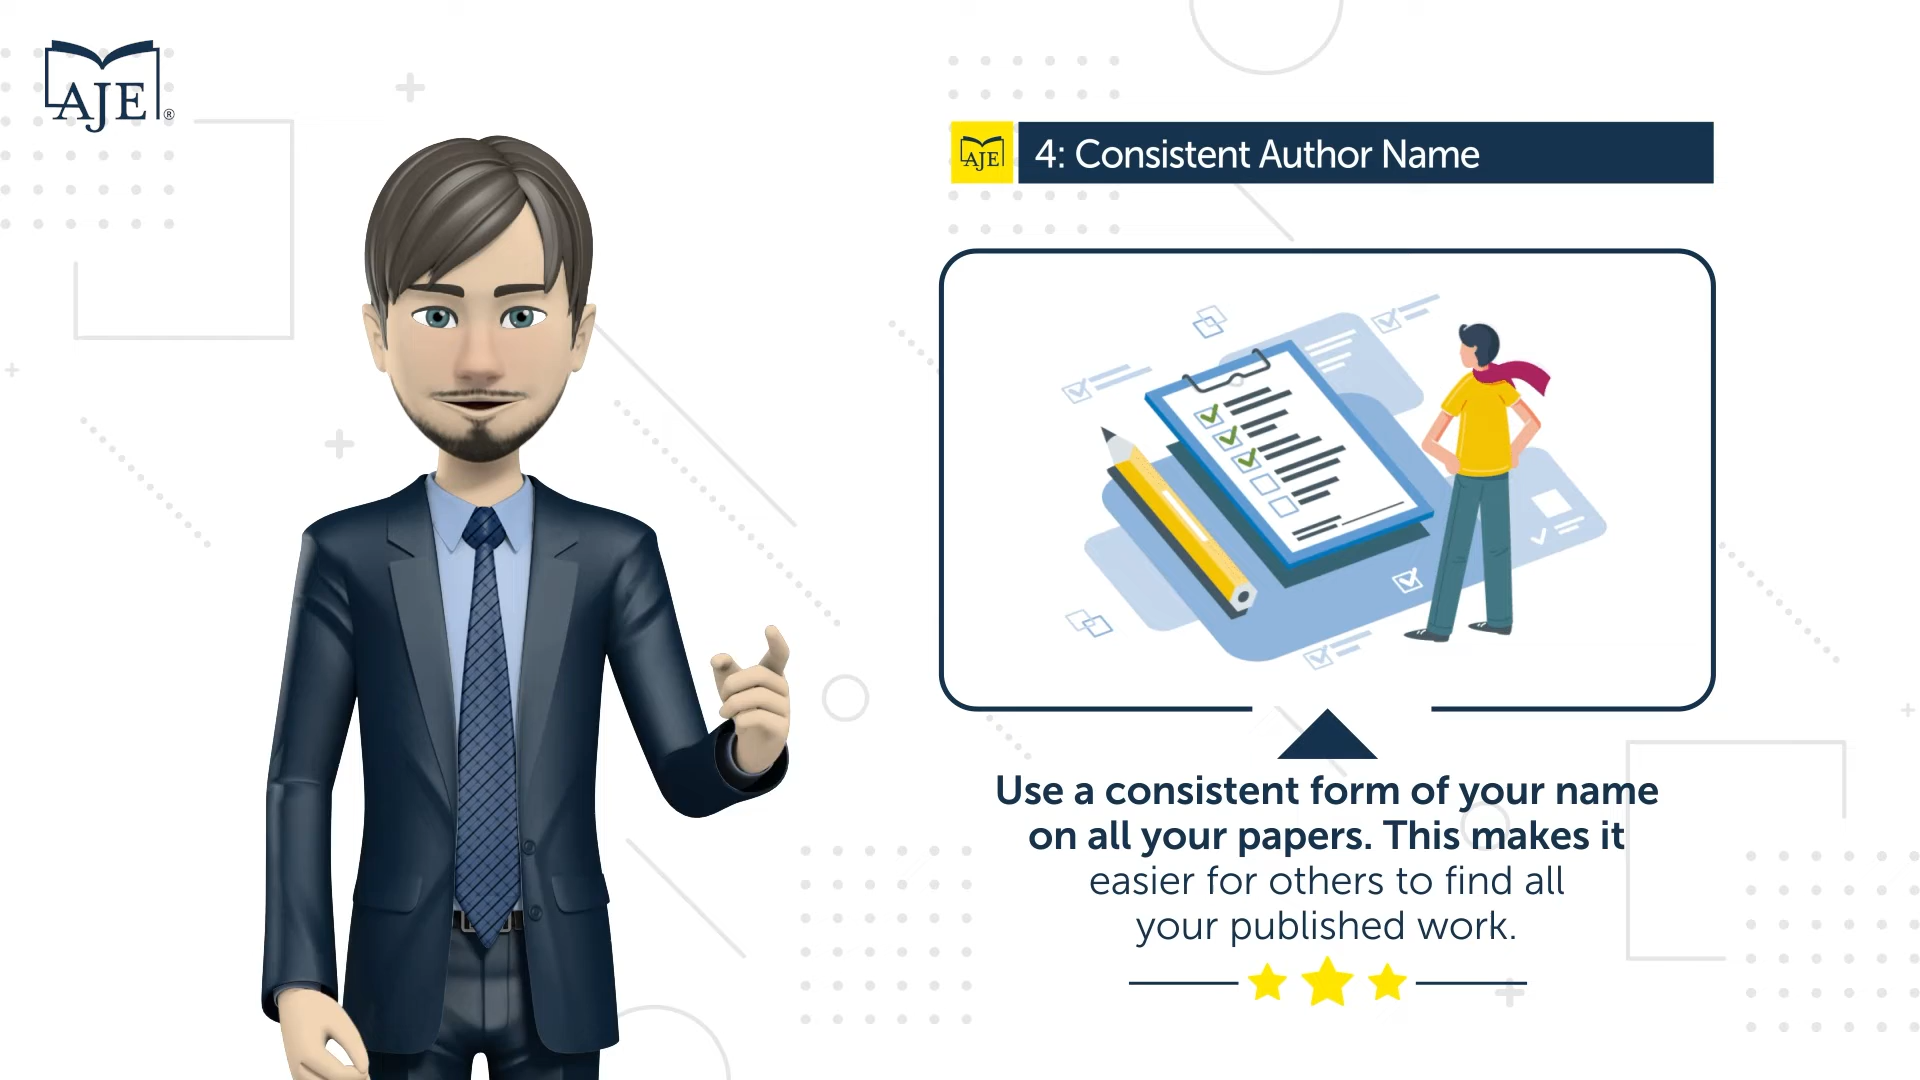 AJE®
AJE
4: Consistent Author Name
Use a consistent form of your name
on all your papers. This makes it
easier for others to find all
your published work.